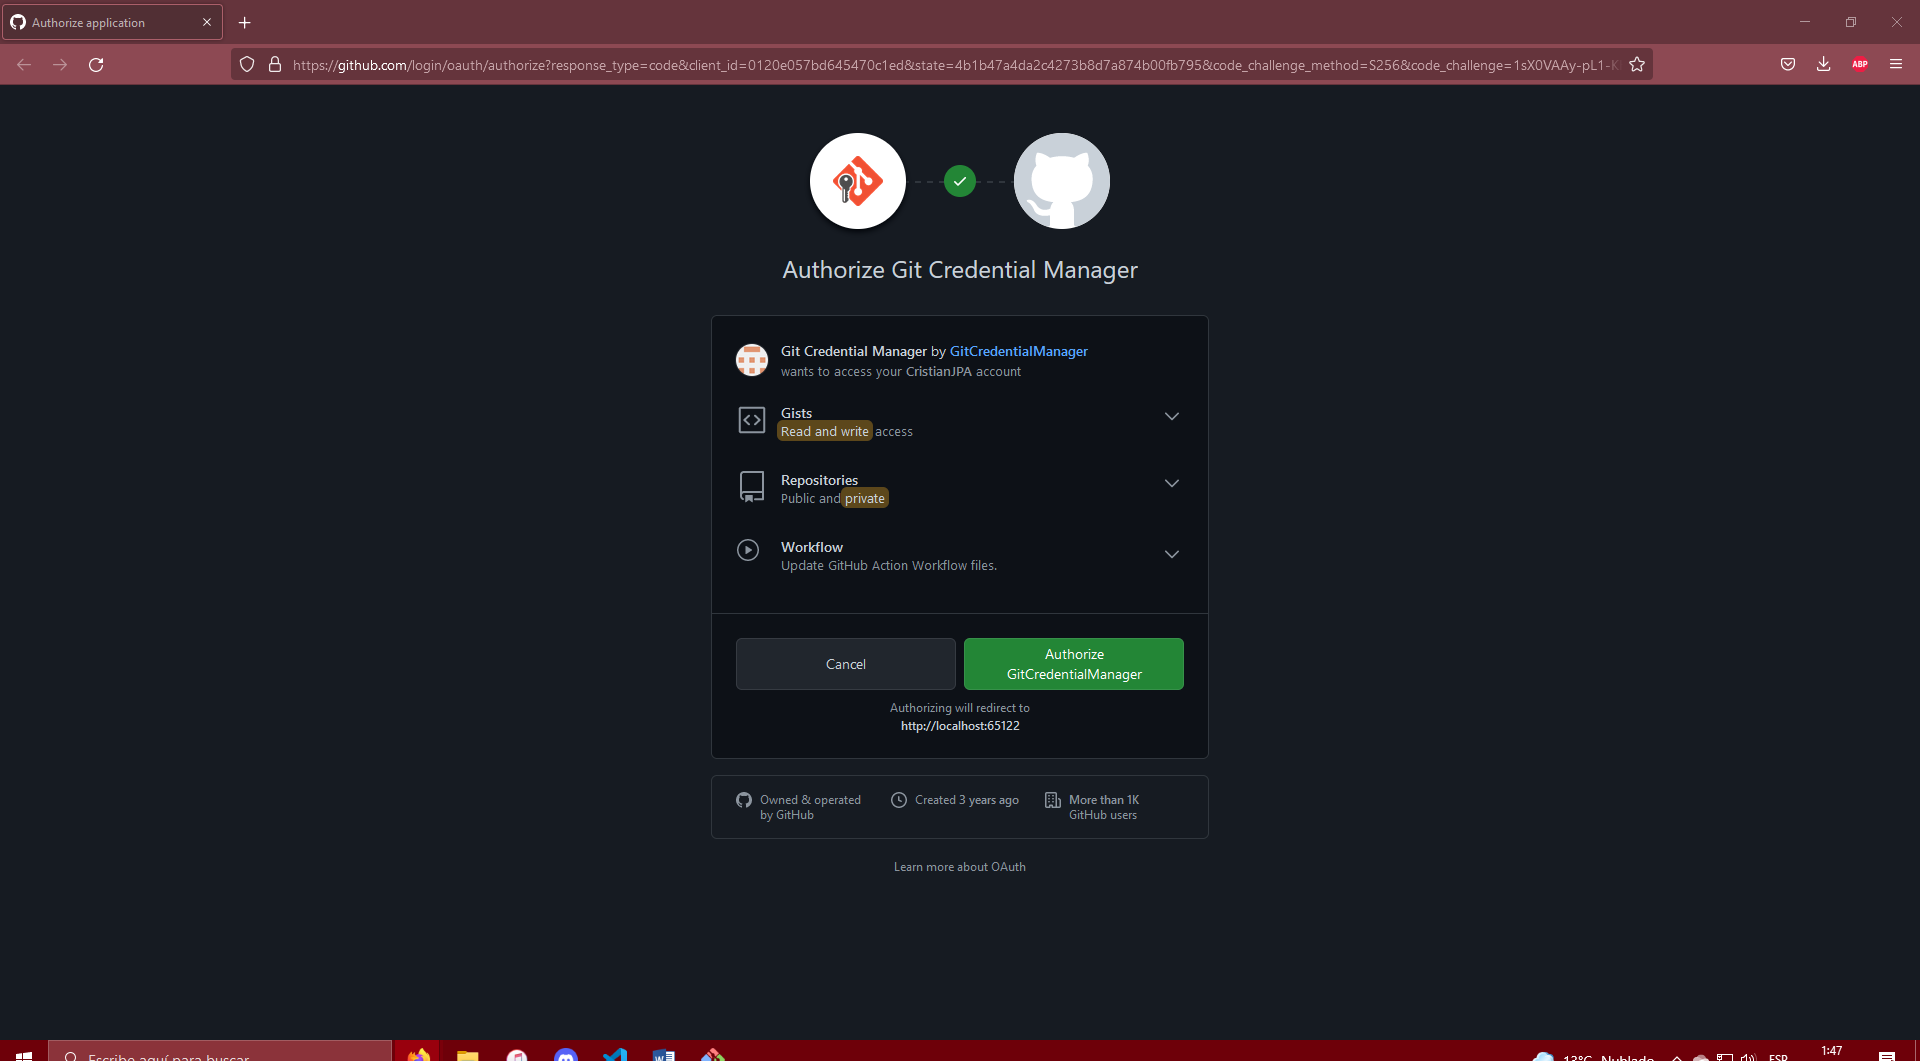 Authorize application
https://github.com/login/oauth/authorize?response_type=code&client_id=0120e057bd645470c1ed&state=4b1b47a4da2c4273b8d7a874b00fb795&code_challenge_method=S256&code_challenge=1sX0VAAy-pL1-K
ABP
Authorize Git Credential Manager
Git Credential Manager by GitCredentialManager
wants to access your CristianJPA account
Gists
Read and write access
Repositories
Public and private
Workflow
Update GitHub Action Workflow files.
Cancel
Authorize
GitCredentialManager
Authorizing will redirect to
http://localhost:65122
Owned & operated
by GitHub
Created 3 years ago
More than 1K
GitHub users
Learn more about OAuth
Escribe aquí para buscar
13°C Nublado
ESP
1:47